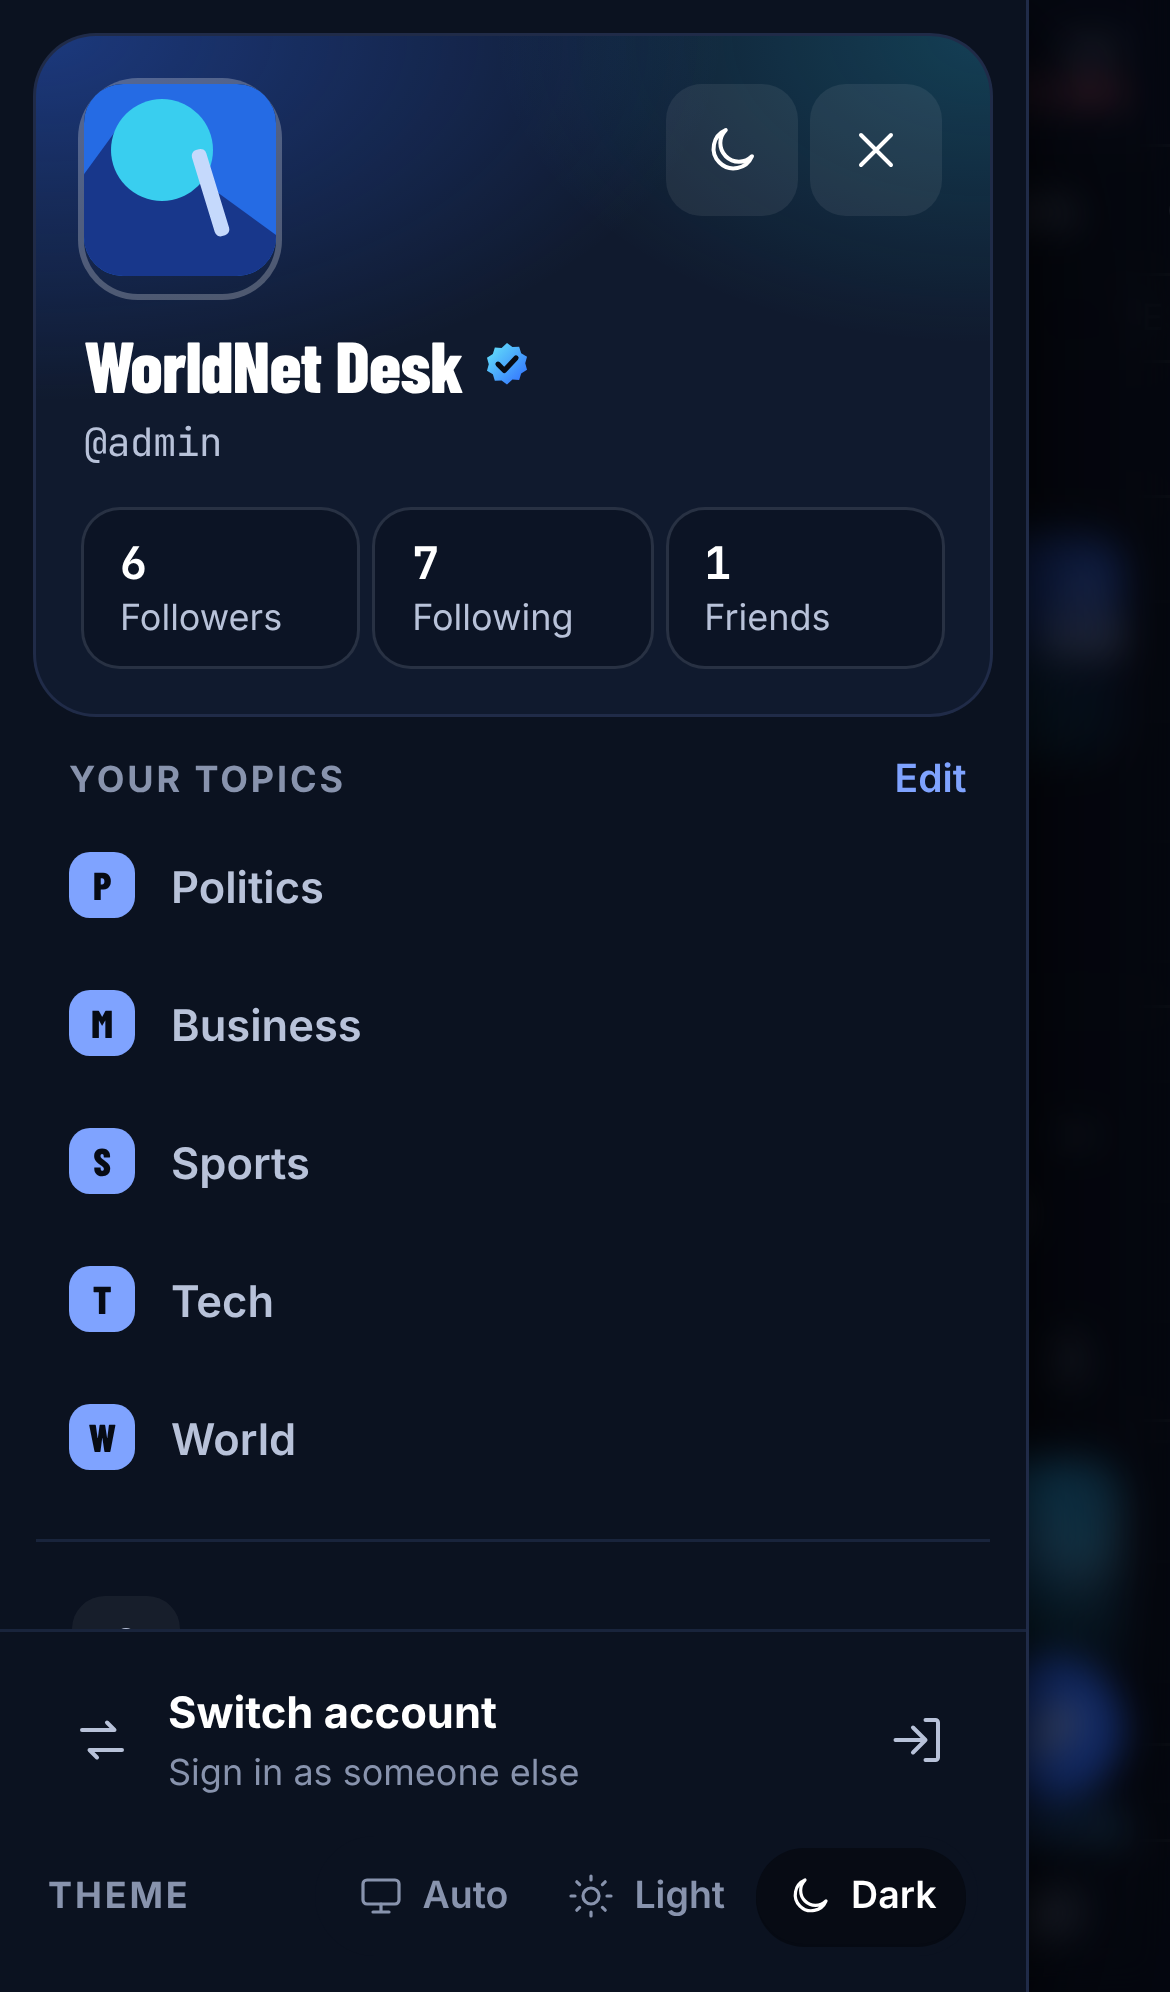 WorldNet Desk
@admin
6
Followers
7
Following
1
Friends
YOUR TOPICS
Edit
P
Politics
M
Business
S
Sports
T
Tech
W
World
Switch account
Sign in as someone else
THEME
Auto
Light
Dark